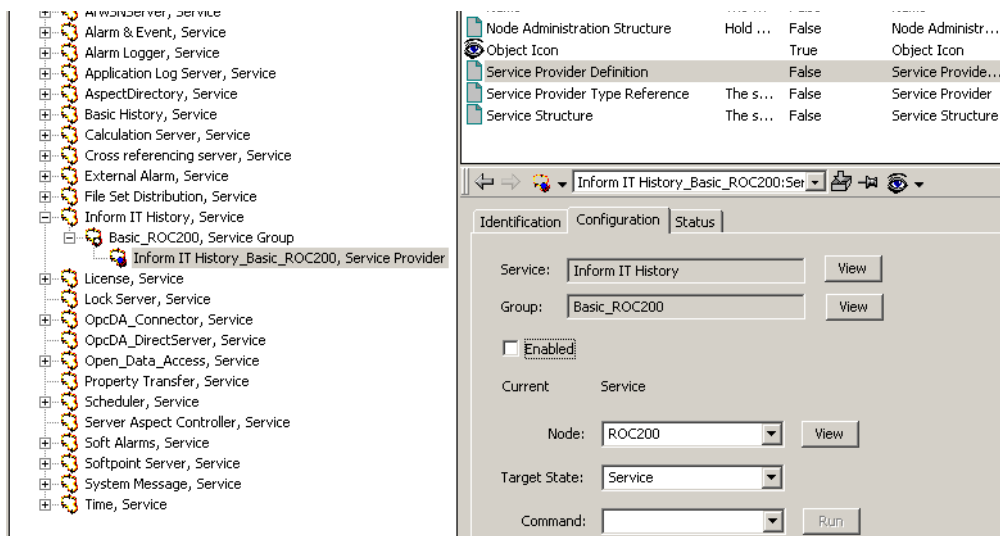 Alarm & Event, Service
Alarm Logger, Service
Application Log Server, Service
AspectDirectory, Service
Basic History, Service
Calculation Server, Service
Cross referencing server, Service
External Alarm, Service
File Set Distribution, Service
Inform IT History, Service
Basic_ROC200, Service Group
Inform IT History_Basic_ROC200, Service Provider
License, Service
Lock Server, Service
OpcDA_Connector, Service
OpcDA_DirectServer, Service
Open_Data_Access, Service
Property Transfer, Service
Scheduler, Service
Server Aspect Controller, Service
Soft Alarms, Service
Softpoint Server, Service
System Message, Service
Time, Service
Node Administration Structure Hold ... False Node Administr...
Object Icon True Object Icon
Service Provider Definition False Service Provide...
Service Provider Type Reference The s... False Service Provider
Service Structure The s... False Service Structure
Inform IT History_Basic_ROC200:Ser
Identification Configuration Status
Service: Inform IT History View
Group: Basic_ROC200 View
Enabled
Current Service
Node: ROC200 View
Target State: Service
Command: Run